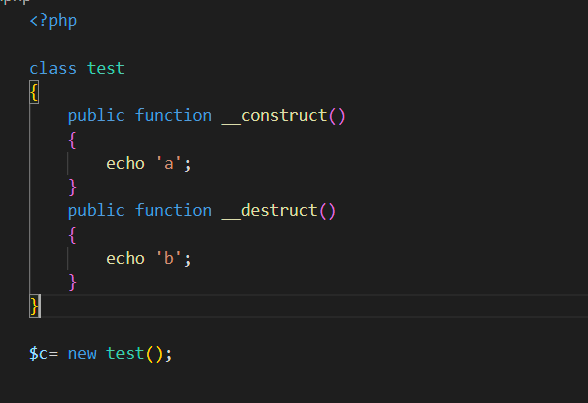 <?php
class test
{
public function __construct()
{
echo 'a';
}
public function __destruct()
{
echo 'b';
}
}
$c= new test();